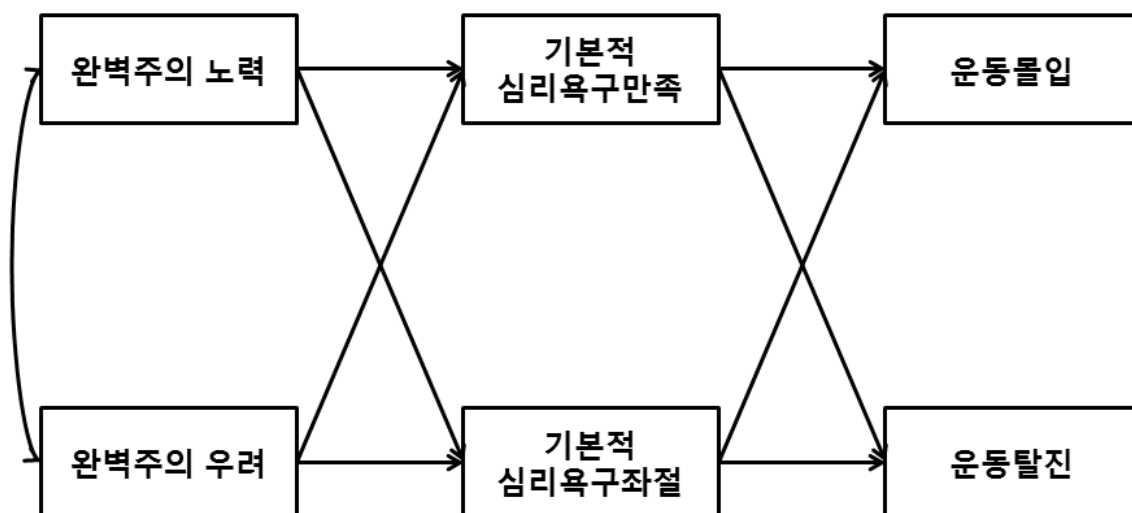 완벽주의 노력
기본적
심리욕구만족
운동몰입
완벽주의 우려
기본적
심리욕구좌절
운동탈진